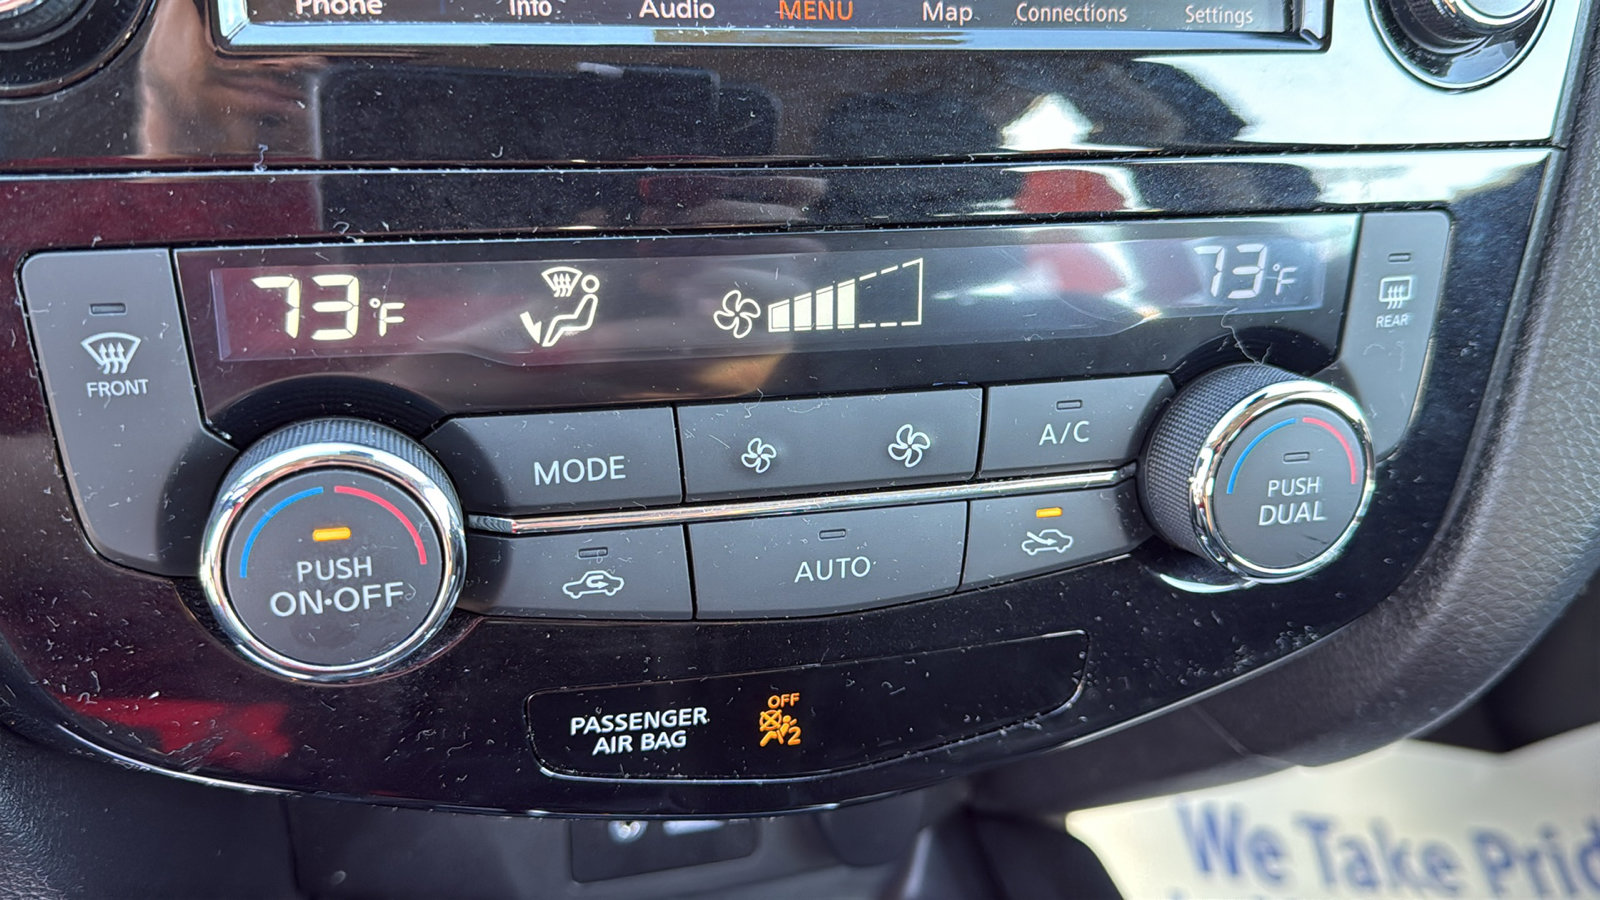 Phone Info Audio MENU Map Connections Settings
73°F 73°F
FRONT
REAR
MODE
A/C
PUSH
ON·OFF
AUTO
PUSH
DUAL
PASSENGER
AIR BAG
OFF
2
We Take Prid